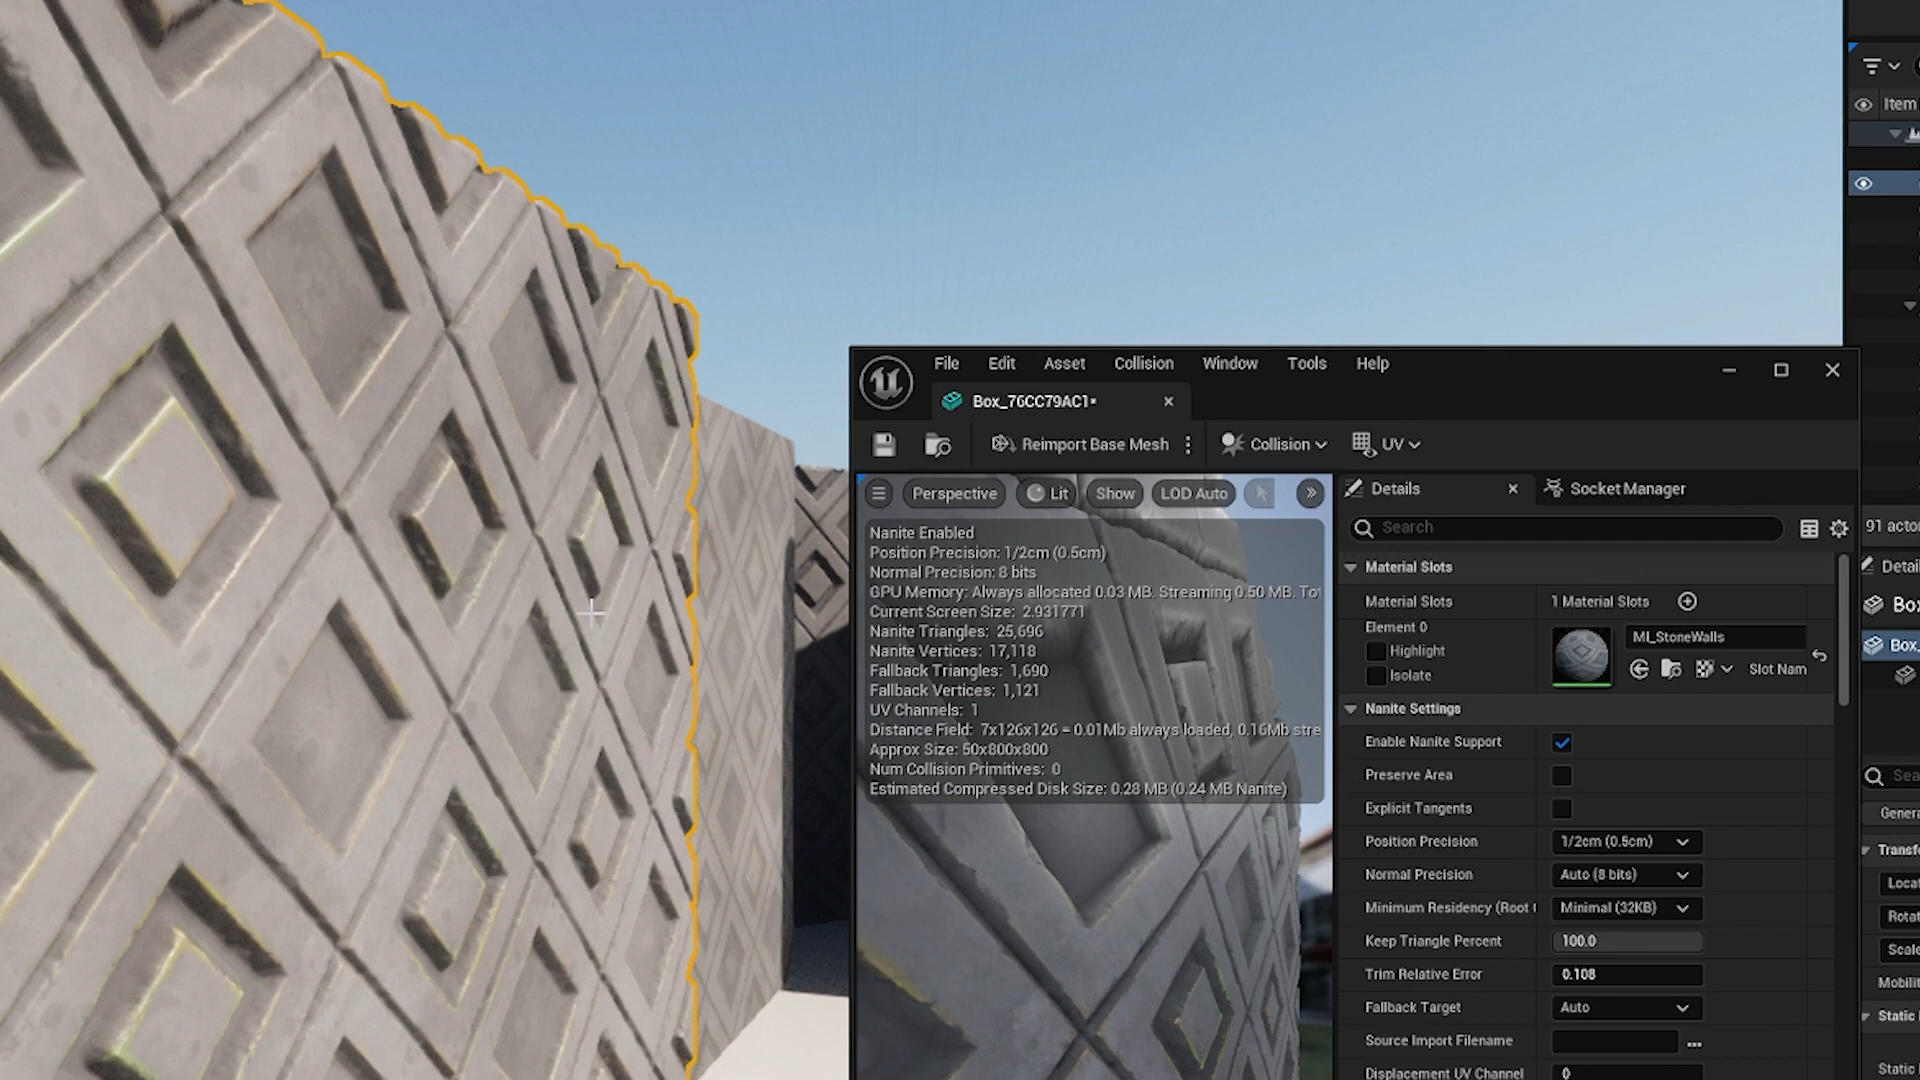 Item
File Edit Asset Collision Window Tools Help
Box_76CC79AC1*
Reimport Base Mesh Collision UV
Perspective Lit Show LOD Auto
Details Socket Manager
Search
91 acto
Nanite Enabled
Position Precision: 1/2cm (0.5cm)
Normal Precision: 8 bits
GPU Memory: Always allocated 0.03 MB. Streaming 0.50 MB. To
Current Screen Size: 2.931771
Nanite Triangles: 25,696
Nanite Vertices: 17,118
Fallback Triangles: 1,690
Fallback Vertices: 1,121
UV Channels: 1
Distance Field: 7x126x126 = 0.01Mb always loaded, 0.16Mb stre
Approx Size: 50x800x800
Num Collision Primitives: 0
Estimated Compressed Disk Size: 0.28 MB (0.24 MB Nanite)
Material Slots
Material Slots 1 Material Slots
Element 0
Highlight
Isolate
MI_StoneWalls
Slot Nam
Nanite Settings
Enable Nanite Support
Preserve Area
Explicit Tangents
Position Precision 1/2cm (0.5cm)
Normal Precision Auto (8 bits)
Minimum Residency (Root Minimal (32KB)
Keep Triangle Percent 100.0
Trim Relative Error 0.108
Fallback Target Auto
Source Import Filename ...
Displacement UV Channel 0
Detail
Box
Box_
Sea
Genera
Transf
Locat
Rotat
Scale
Mobilit
Static
Static